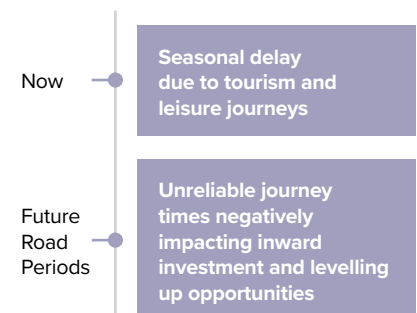 Now
Seasonal delay
due to tourism and
leisure journeys
Future
Road
Periods
Unreliable journey
times negatively
impacting inward
investment and levelling
up opportunities